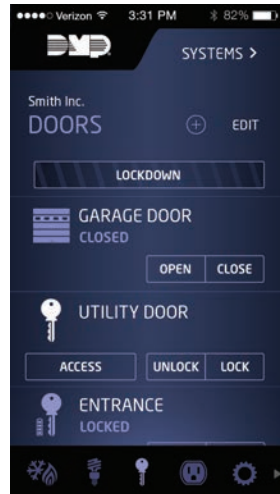 Verizon 3:31 PM 82%
DMP
SYSTEMS >
Smith Inc.
DOORS + EDIT
LOCKDOWN
GARAGE DOOR
CLOSED
OPEN CLOSE
UTILITY DOOR
ACCESS UNLOCK LOCK
ENTRANCE
LOCKED